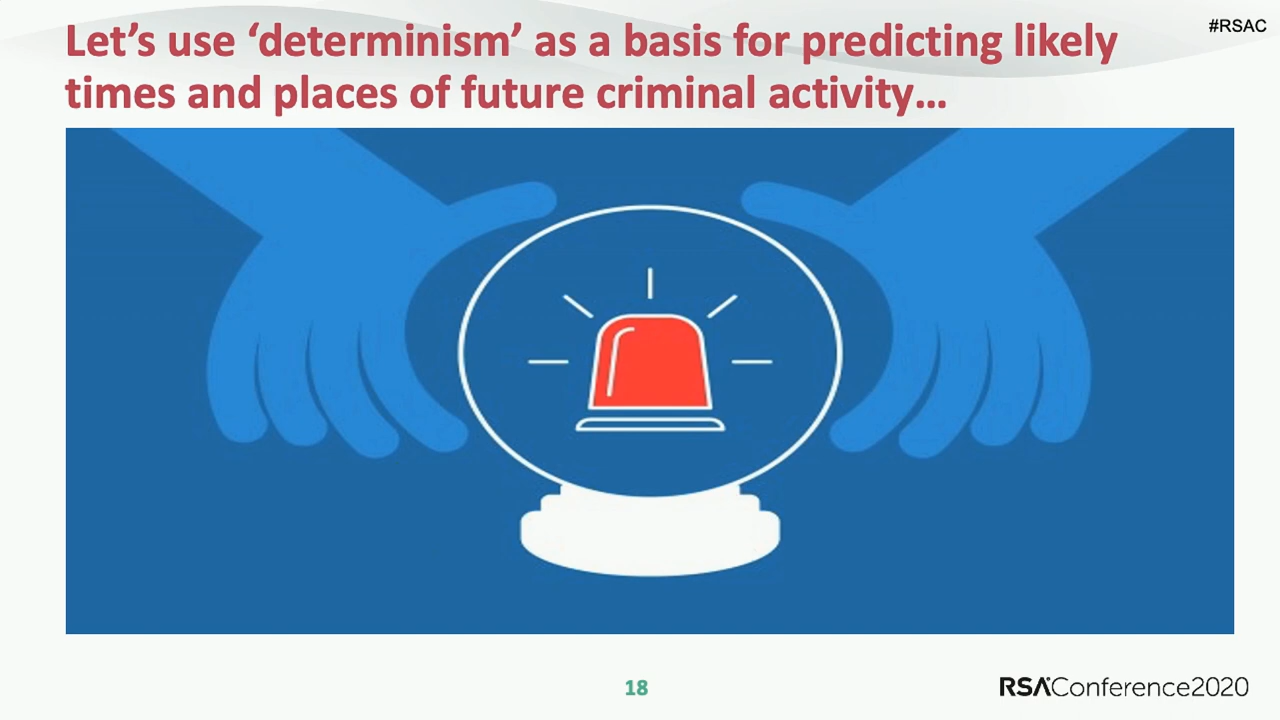 Let’s use ‘determinism’ as a basis for predicting likely
times and places of future criminal activity…
#RSAC
18
RSAConference2020